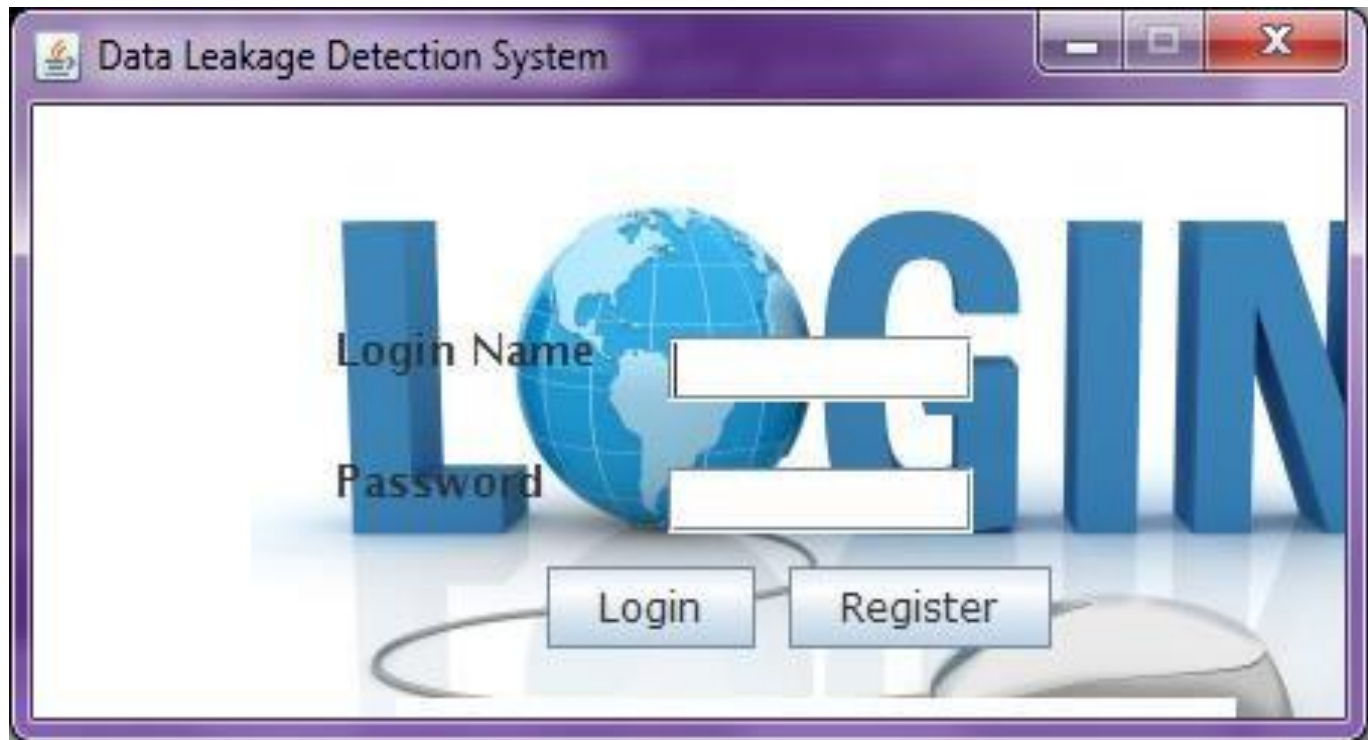 Data Leakage Detection System
LOGIN
Login Name
Password
Login Register